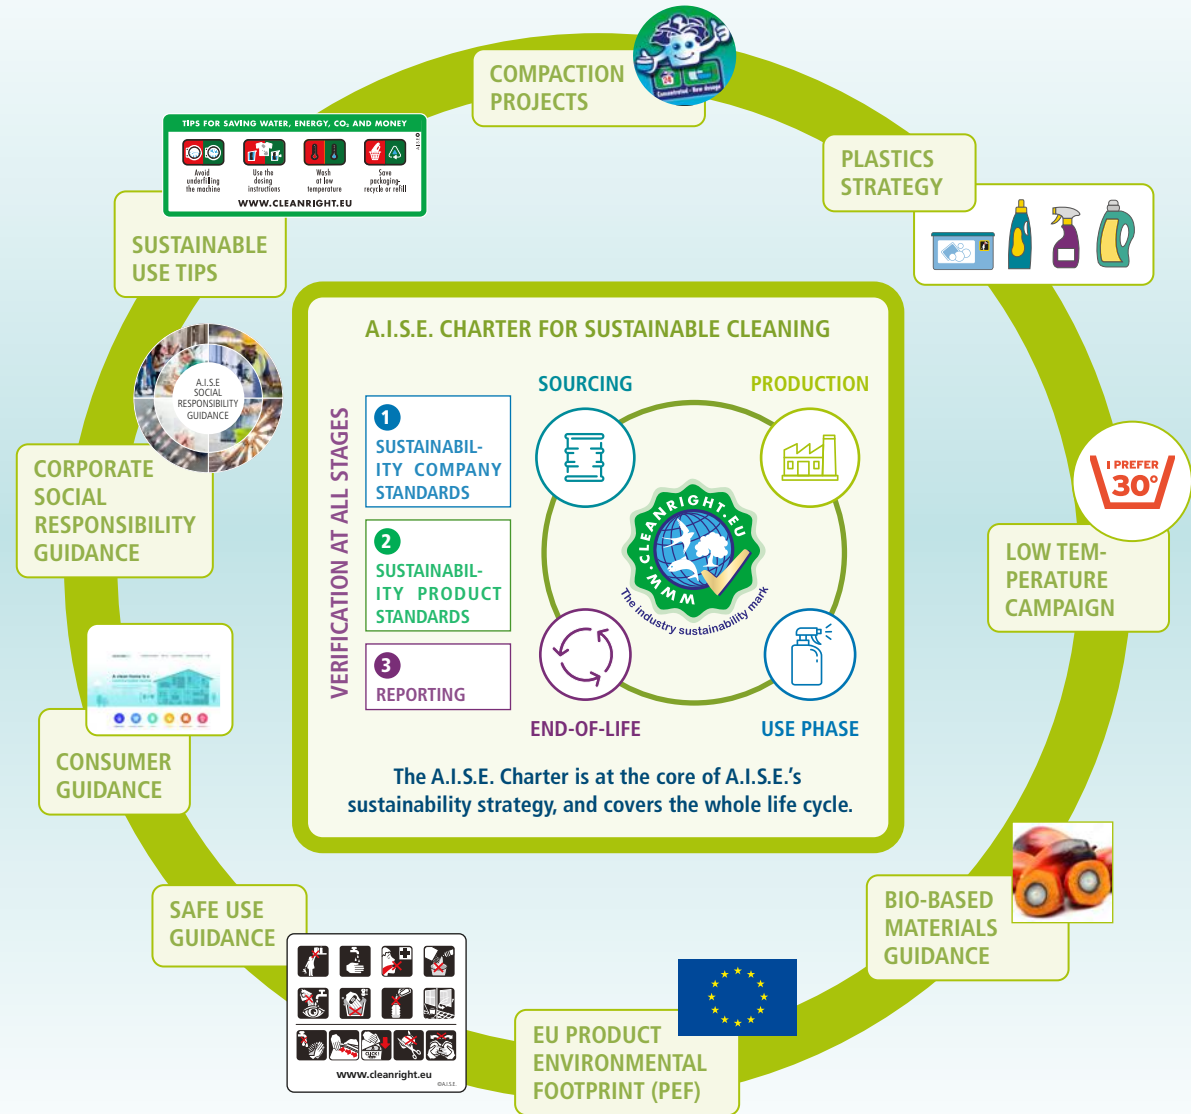 COMPACTION
PROJECTS
Concentrated - New dosage
TIPS FOR SAVING WATER, ENERGY, CO₂ AND MONEY
Avoid
underfilling
the machine
Use the
dosing
instructions
Wash
at low
temperature
Save
packaging-
recycle or refill
WWW.CLEANRIGHT.EU
SUSTAINABLE
USE TIPS
PLASTICS
STRATEGY
A.I.S.E
SOCIAL
RESPONSIBILITY
GUIDANCE
CORPORATE
SOCIAL
RESPONSIBILITY
GUIDANCE
I PREFER
30°
LOW TEM-
PERATURE
CAMPAIGN
A.I.S.E. CHARTER FOR SUSTAINABLE CLEANING
VERIFICATION AT ALL STAGES
1
SUSTAINABIL-
ITY COMPANY
STANDARDS
2
SUSTAINABIL-
ITY PRODUCT
STANDARDS
3
REPORTING
SOURCING
PRODUCTION
WWW.CLEANRIGHT.EU
The industry sustainability mark
END-OF-LIFE
USE PHASE
The A.I.S.E. Charter is at the core of A.I.S.E.'s
sustainability strategy, and covers the whole life cycle.
CONSUMER
GUIDANCE
SAFE USE
GUIDANCE
CLICK!
www.cleanright.eu
©A.I.S.E.
BIO-BASED
MATERIALS
GUIDANCE
EU PRODUCT
ENVIRONMENTAL
FOOTPRINT (PEF)